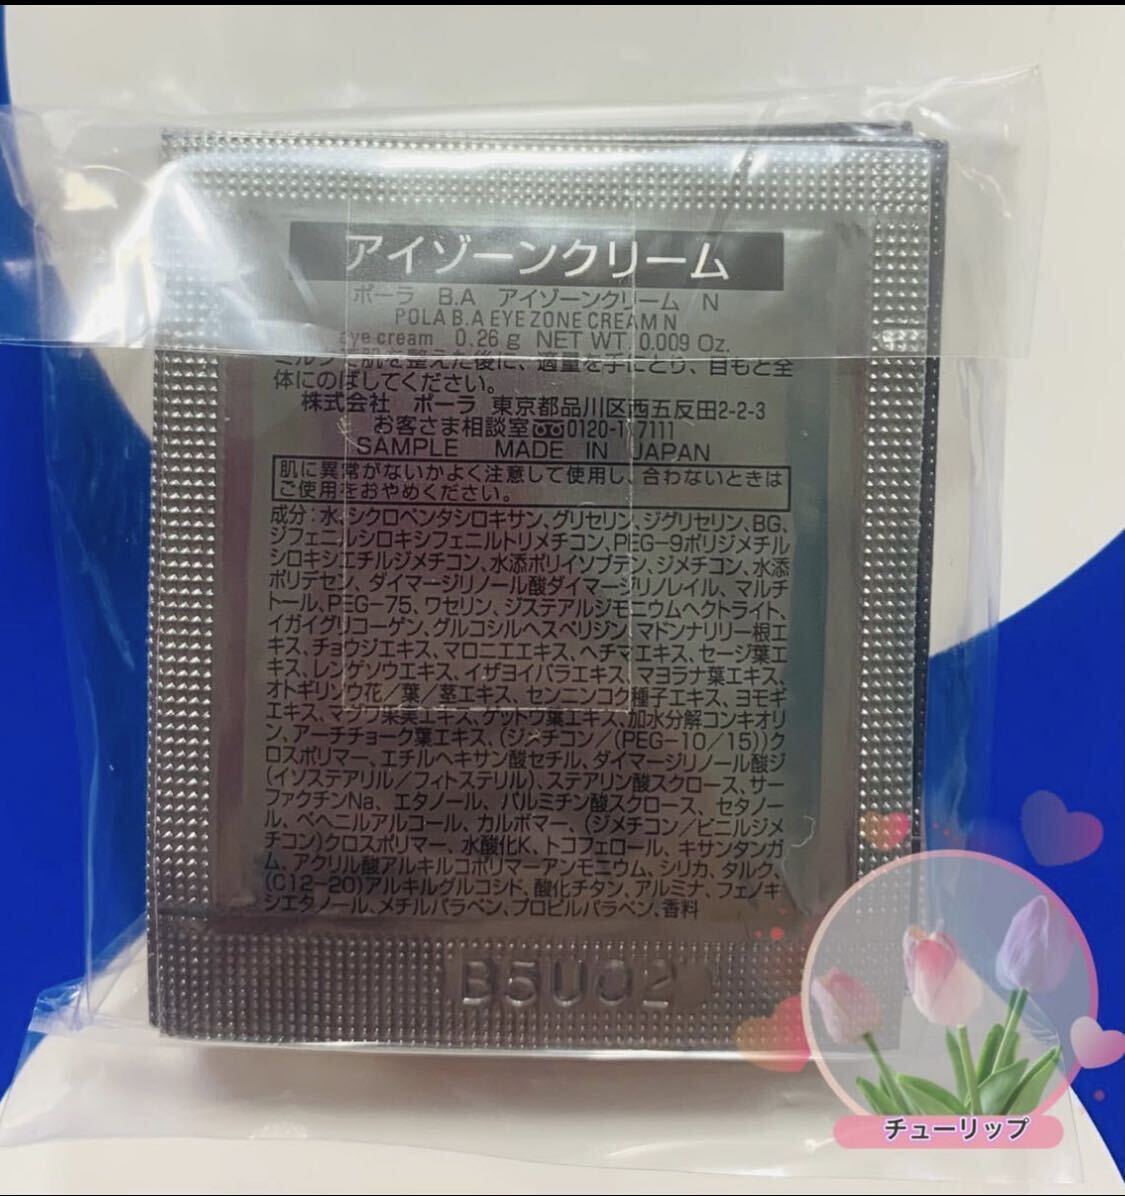 アイゾーンクリーム
ポーラ B.A アイゾーンクリーム N
POLA B.A EYE ZONE CREAM N
eye cream 0.26 g NET WT. 0.009 Oz.
ミルクで肌を整えた後に、適量を手にとり、目もと全
体にのばしてください。
株式会社 ポーラ 東京都品川区西五反田2-2-3
お客さま相談室 0120-117111
SAMPLE MADE IN JAPAN
肌に異常がないかよく注意して使用し、合わないときは
ご使用をおやめください。
成分:水、シクロペンタシロキサン、グリセリン、ジグリセリン、BG、
ジフェニルシロキシフェニルトリメチコン、PEG-9ポリジメチル
シロキシエチルジメチコン、水添ポリイソブテン、ジメチコン、水添
ポリデセン、ダイマージリノール酸ダイマージリノレイル、マルチ
トール、PEG-75、ワセリン、ジステアルジモニウムヘクトライト、
イガイグリコーゲン、グルコシルヘスペリジン、マドンナリリー根エ
キス、チョウジエキス、マロニエエキス、ヘチマエキス、セージ葉エ
キス、レンゲソウエキス、イザヨイバラエキス、マヨラナ葉エキス、
オトギリソウ花/葉/茎エキス、センニンコク種子エキス、ヨモギ
エキス、マグワ果実エキス、ゲットウ葉エキス、加水分解コンキオリ
ン、アーチチョーク葉エキス、(ジメチコン/(PEG-10/15))ク
ロスポリマー、エチルヘキサン酸セチル、ダイマージリノール酸ジ
(イソステアリル/フィトステリル)、ステアリン酸スクロース、サー
ファクチンNa、エタノール、パルミチン酸スクロース、セタノー
ル、ベヘニルアルコール、カルボマー、(ジメチコン/ビニルジメ
チコン)クロスポリマー、水酸化K、トコフェロール、キサンタンガ
ム、アクリル酸アルキルコポリマーアンモニウム、シリカ、タルク、
(C12-20)アルキルグルコシド、酸化チタン、アルミナ、フェノキ
シエタノール、メチルパラベン、プロピルパラベン、香料
B5U02
チューリップ